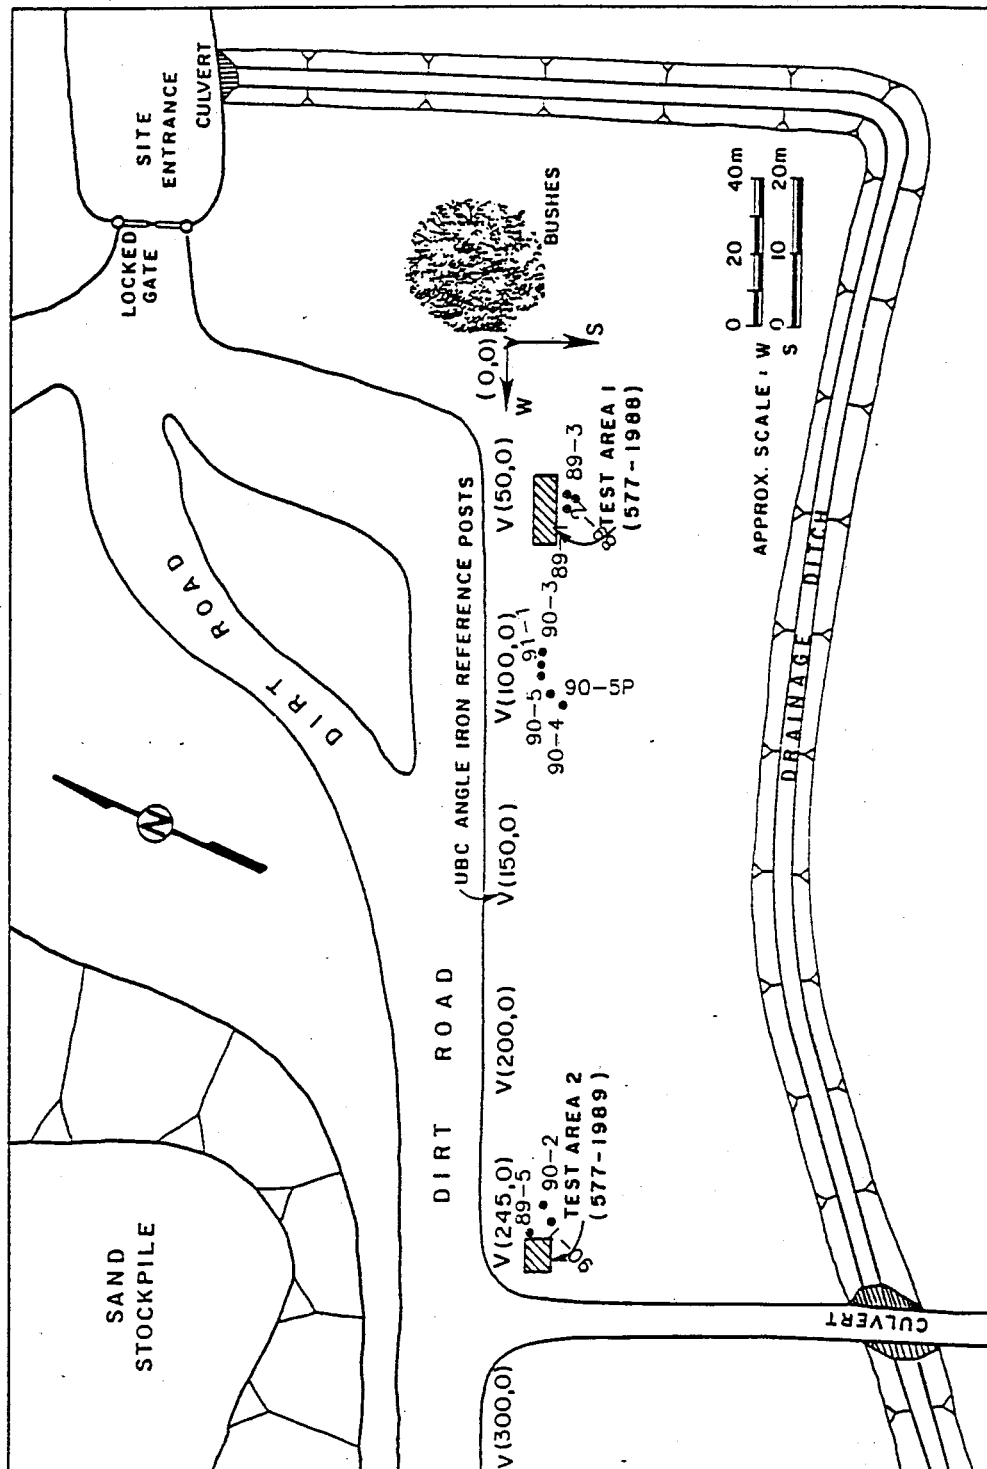 SITE
ENTRANCE
CULVERT
LOCKED
GATE
BUSHES
(0,0)
S
W
40m
20
0
20m
10
0
APPROX. SCALE: W
S
DIRT ROAD
N
UBC ANGLE IRON REFERENCE POSTS
V(50,0)
V(100,0)
V(150,0)
V(200,0)
V(245,0)
V(300,0)
89-3
89-1
TEST AREA 1
(577-1988)
90-3
91-1
90-5
90-5P
90-4
DRAINAGE DITCH
DIRT ROAD
89-5
90-2
90-1
TEST AREA 2
(577-1989)
SAND
STOCKPILE
CULVERT